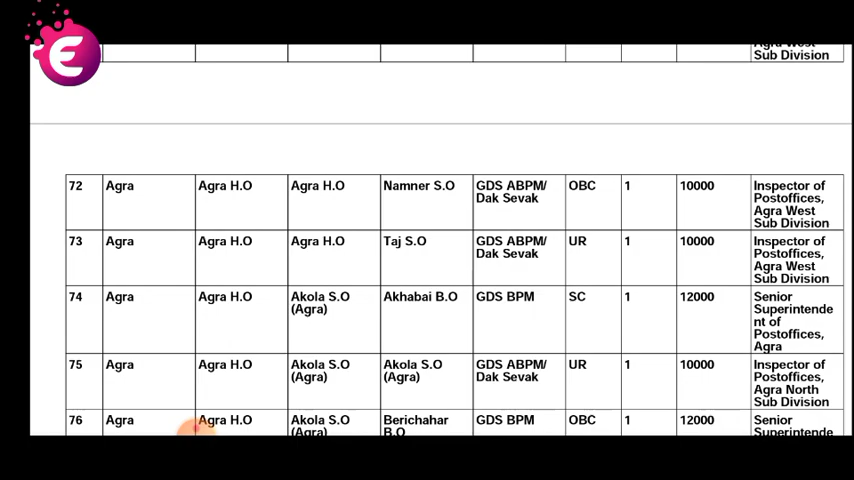 Agra West
Sub Division
72 Agra Agra H.O Agra H.O Namner S.O GDS ABPM/ OBC 1 10000 Inspector of
Dak Sevak Postoffices,
Agra West
Sub Division
73 Agra Agra H.O Agra H.O Taj S.O GDS ABPM/ UR 1 10000 Inspector of
Dak Sevak Postoffices,
Agra West
Sub Division
74 Agra Agra H.O Akola S.O Akhabai B.O GDS BPM SC 1 12000 Senior
(Agra) Superintende
nt of
Postoffices,
Agra
75 Agra Agra H.O Akola S.O Akola S.O GDS ABPM/ UR 1 10000 Inspector of
(Agra) (Agra) Dak Sevak Postoffices,
Agra North
Sub Division
76 Agra Agra H.O Akola S.O Berichahar GDS BPM OBC 1 12000 Senior
(Agra) B.O Superintende